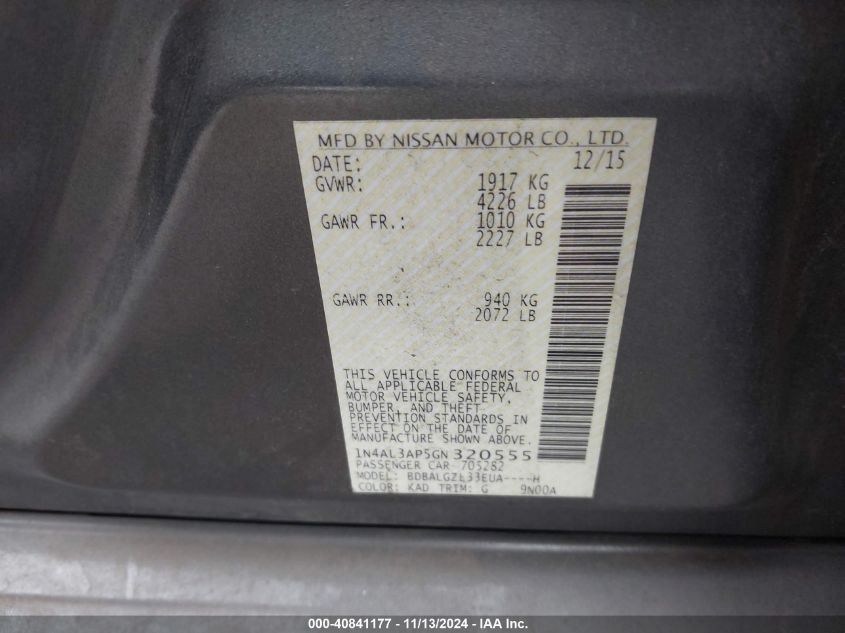 MFD BY NISSAN MOTOR CO., LTD.
DATE: 12/15
GVWR: 1917 KG
4226 LB
GAWR FR.: 1010 KG
2227 LB
GAWR RR.: 940 KG
2072 LB
THIS VEHICLE CONFORMS TO
ALL APPLICABLE FEDERAL
MOTOR VEHICLE SAFETY,
BUMPER, AND THEFT
PREVENTION STANDARDS IN
EFFECT ON THE DATE OF
MANUFACTURE SHOWN ABOVE.
1N4AL3AP5GN320555
PASSENGER CAR 705282
MODEL: BDBALGZL33EUA----H
COLOR: KAD TRIM: G 9N00A
000-40841177 - 11/13/2024 - IAAI.com